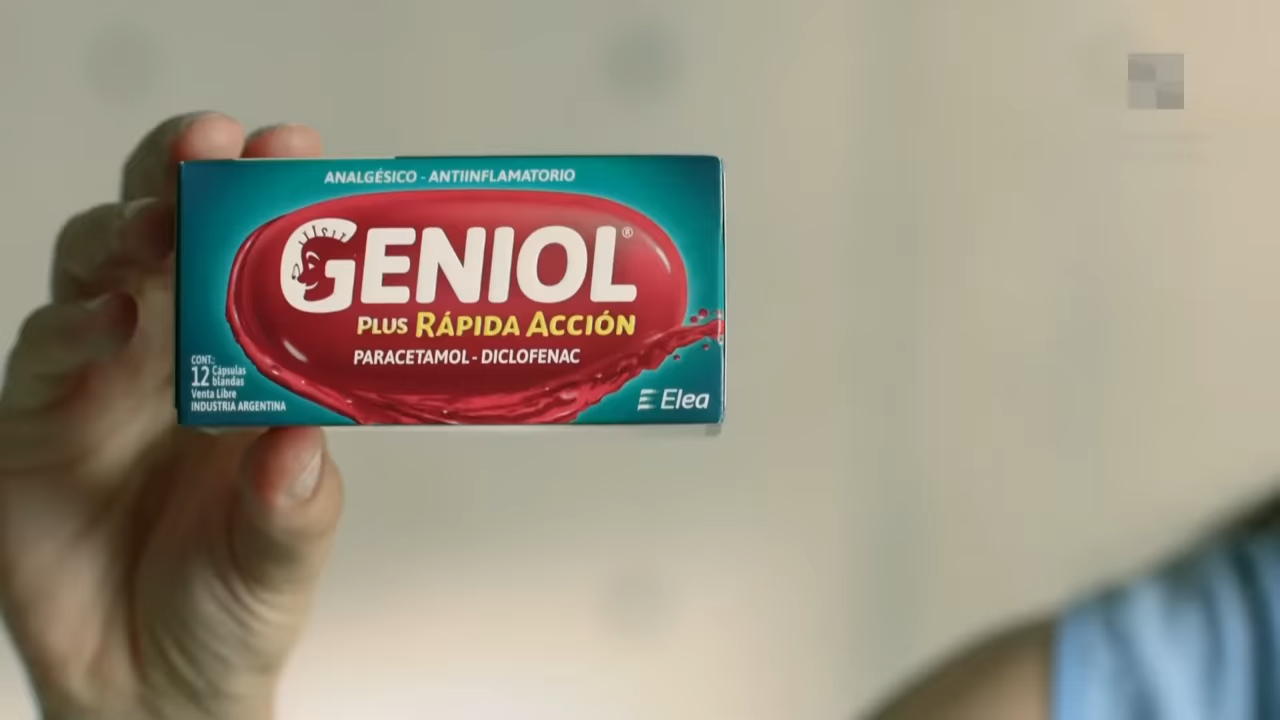 ANALGÉSICO - ANTIINFLAMATORIO
GENIOL®
PLUS RÁPIDA ACCIÓN
PARACETAMOL - DICLOFENAC
CONT.:
12 Cápsulas blandas
Venta Libre
INDUSTRIA ARGENTINA
Elea